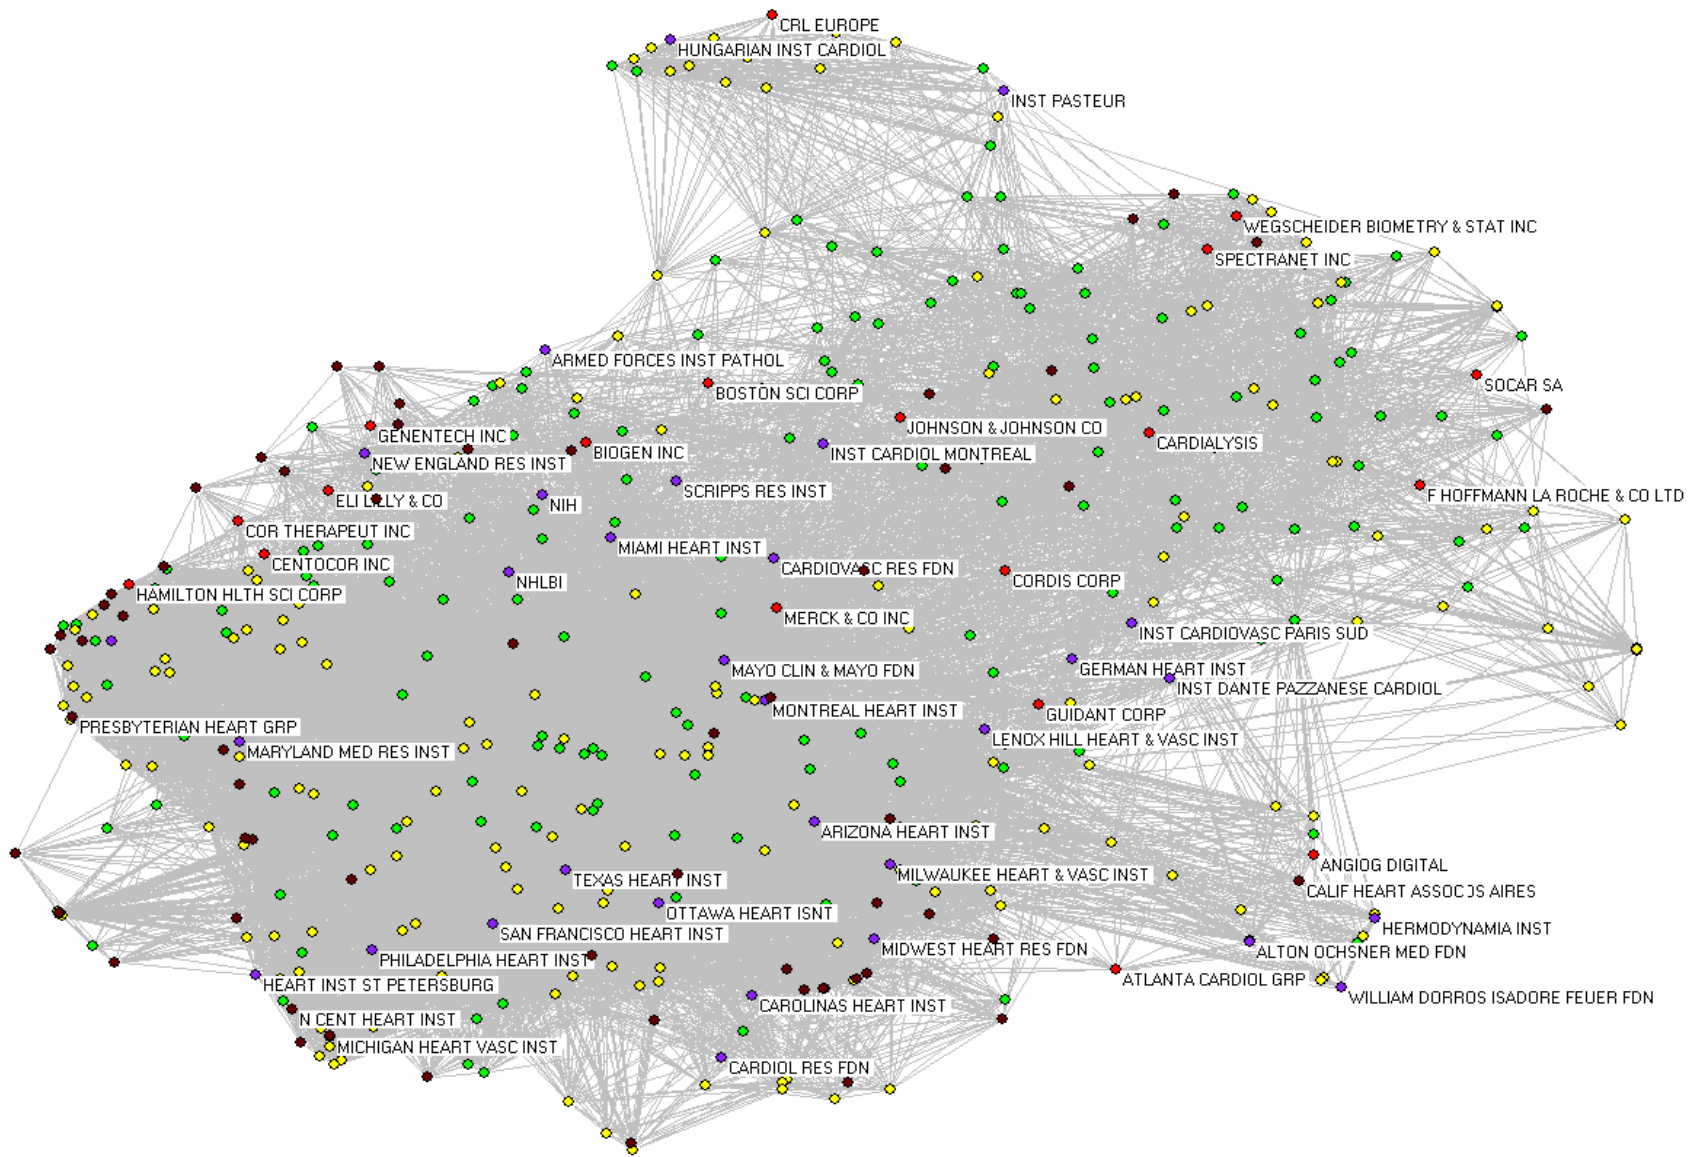 CRL EUROPE
HUNGARIAN INST CARDIOL
INST PASTEUR
WEGSCHEIDER BIOMETRY & STAT INC
SPECTRANET INC
ARMED FORCES INST PATHOL
BOSTON SCI CORP
SOCAR SA
GENENTECH INC
JOHNSON & JOHNSON CO
CARDIALYSIS
NEW ENGLAND RES INST
BIOGEN INC
INST CARDIOL MONTREAL
SCRIPPS RES INST
ELI LILLY & CO
NIH
F HOFFMANN LA ROCHE & CO LTD
COR THERAPEUT INC
MIAMI HEART INST
CENTOCOR INC
CARDIOVASC RES FDN
NHLBI
CORDIS CORP
HAMILTON HLTH SCI CORP
MERCK & CO INC
INST CARDIOVASC PARIS SUD
MAYO CLIN & MAYO FDN
GERMAN HEART INST
INST DANTE PAZZANESE CARDIOL
MONTREAL HEART INST
GUIDANT CORP
PRESBYTERIAN HEART GRP
LENOX HILL HEART & VASC INST
MARYLAND MED RES INST
ARIZONA HEART INST
ANGIOG DIGITAL
MILWAUKEE HEART & VASC INST
TEXAS HEART INST
CALIF HEART ASSOC JS AIRES
OTTAWA HEART ISNT
HERMODYNAMIA INST
SAN FRANCISCO HEART INST
MIDWEST HEART RES FDN
ALTON OCHSNER MED FDN
PHILADELPHIA HEART INST
ATLANTA CARDIOL GRP
HEART INST ST PETERSBURG
WILLIAM DORROS ISADORE FEUER FDN
CAROLINAS HEART INST
N CENT HEART INST
MICHIGAN HEART VASC INST
CARDIOL RES FDN